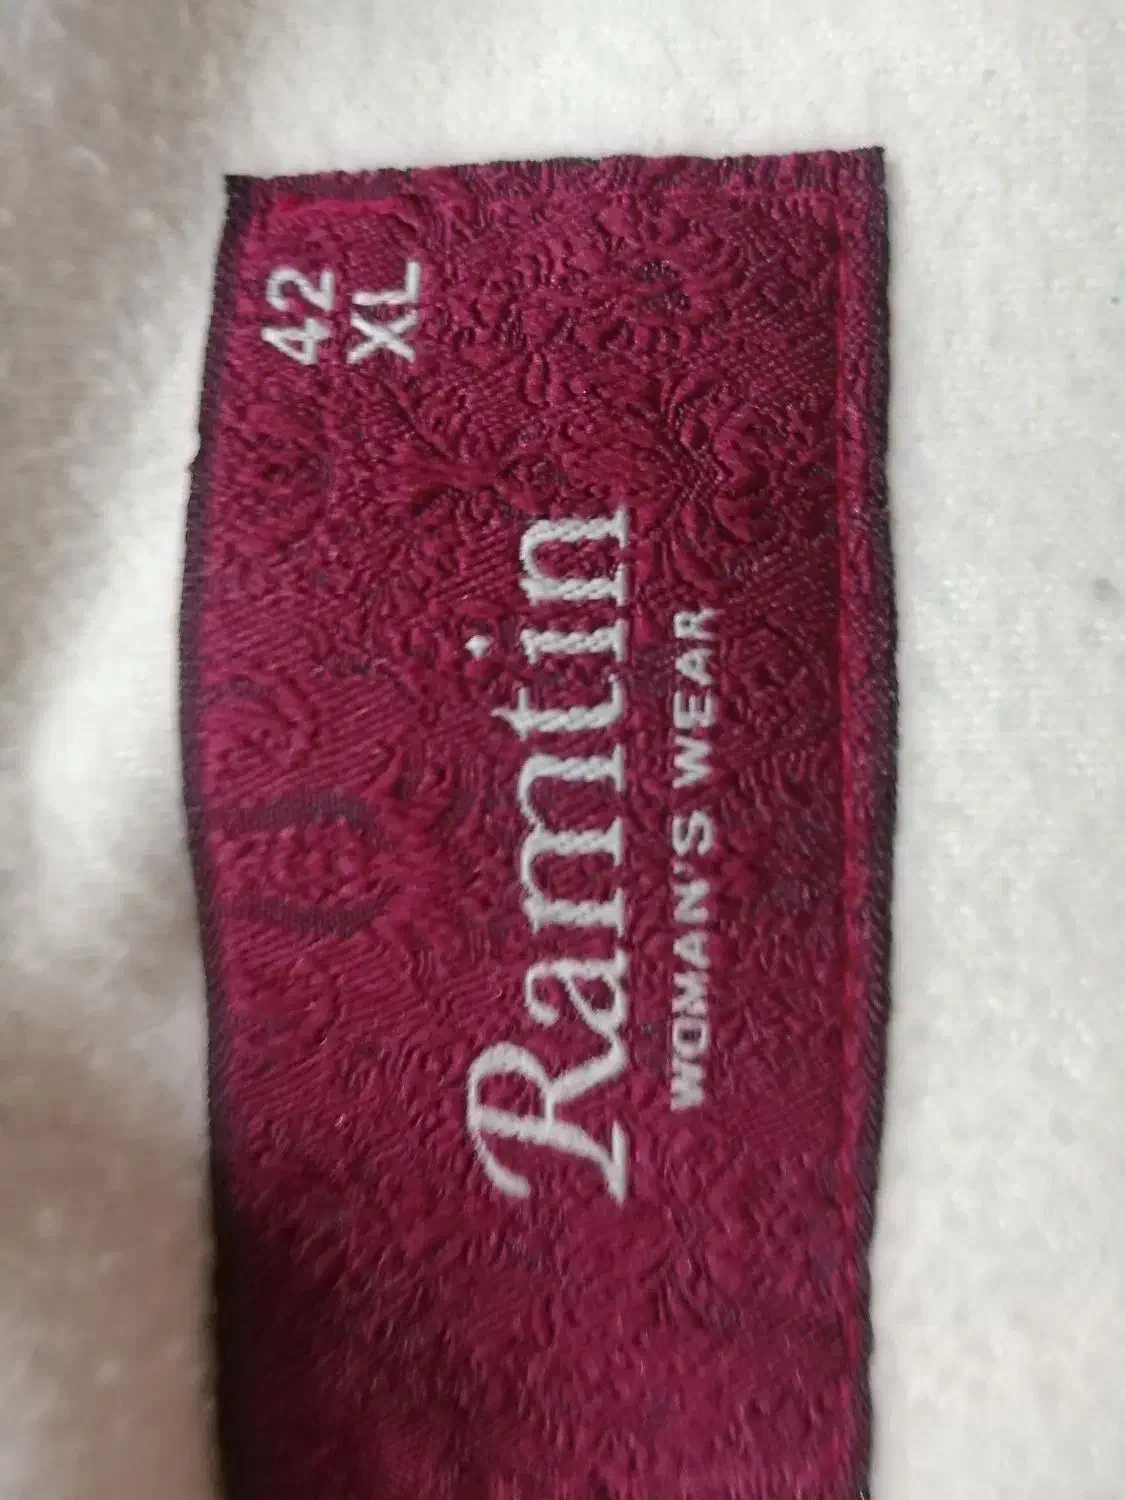 42
XL
Ramtin
WOMAN'S WEAR